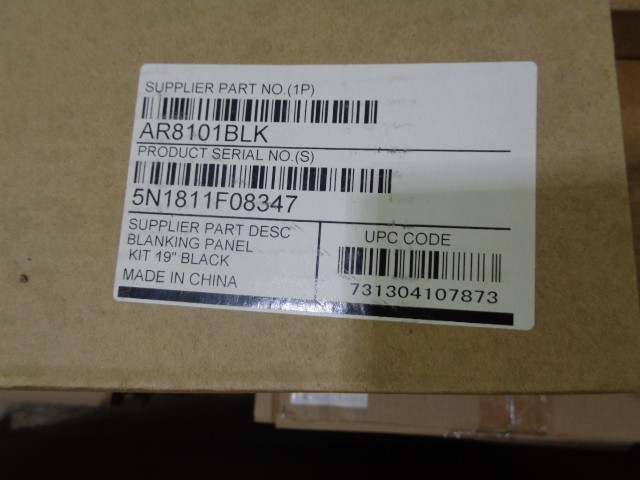 SUPPLIER PART NO.(1P)
AR8101BLK
PRODUCT SERIAL NO.(S)
5N1811F08347
SUPPLIER PART DESC
BLANKING PANEL
KIT 19" BLACK
MADE IN CHINA
UPC CODE
731304107873